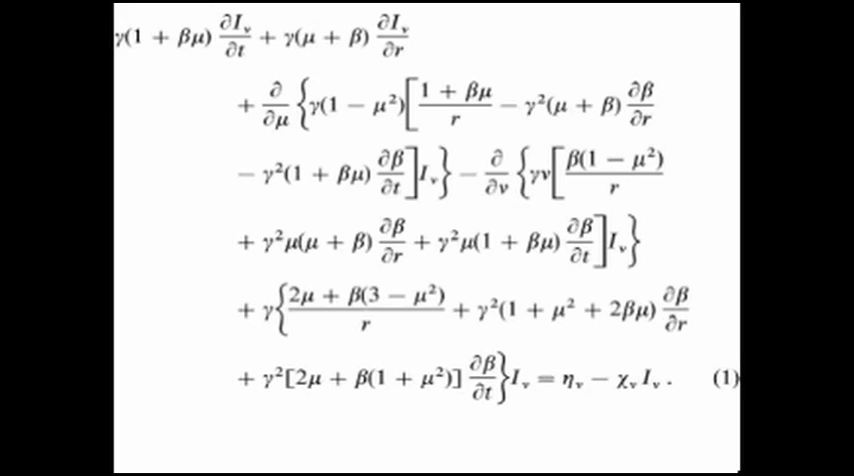 γ(1 + βμ) ∂I_ν/∂t + γ(μ + β) ∂I_ν/∂r
+ ∂/∂μ {γ(1 − μ²)[(1 + βμ)/r − γ²(μ + β) ∂β/∂r
− γ²(1 + βμ) ∂β/∂t]I_ν} − ∂/∂ν {γν[β(1 − μ²)/r
+ γ²μ(μ + β) ∂β/∂r + γ²μ(1 + βμ) ∂β/∂t]I_ν}
+ γ{(2μ + β(3 − μ²))/r + γ²(1 + μ² + 2βμ) ∂β/∂r
+ γ²[2μ + β(1 + μ²)] ∂β/∂t}I_ν = η_ν − χ_ν I_ν . (1)